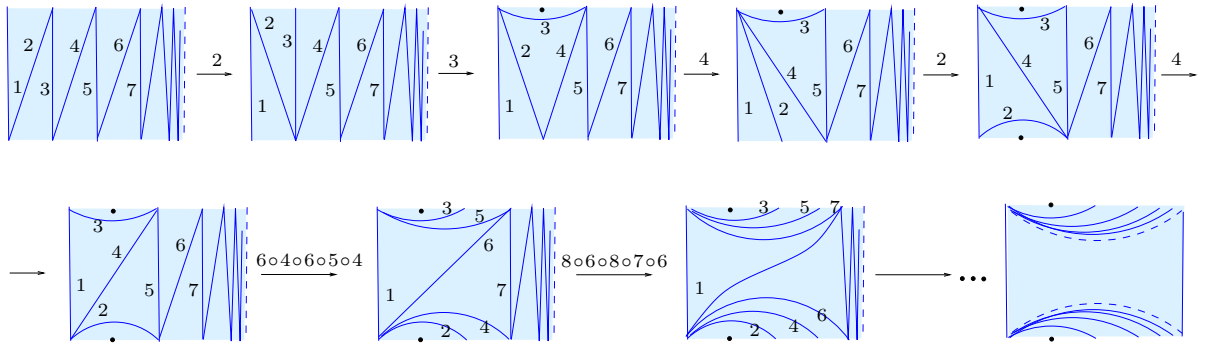 2 4 6 1 3 5 7
2
2 3 4 6 1 5 7
3
3 2 4 6 1 5 7
4
3 6 4 5 7 1 2
2
3 6 4 1 5 7 2
4
3 4 6 1 5 7 2
6∘4∘6∘5∘4
3 5 6 1 7 2 4
8∘6∘8∘7∘6
3 5 7 1 6 2 4
•••